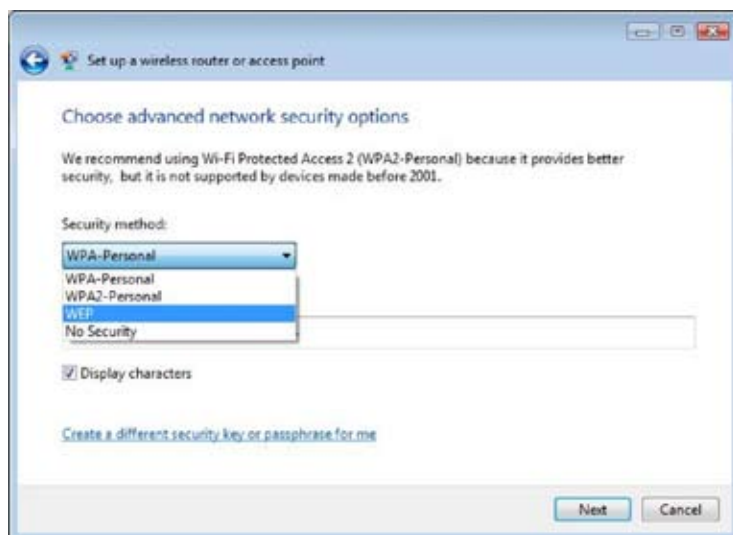 Set up a wireless router or access point
Choose advanced network security options
We recommend using Wi-Fi Protected Access 2 (WPA2-Personal) because it provides better
security, but it is not supported by devices made before 2001.
Security method:
WPA-Personal
WPA-Personal
WPA2-Personal
WEP
No Security
Display characters
Create a different security key or passphrase for me
Next
Cancel